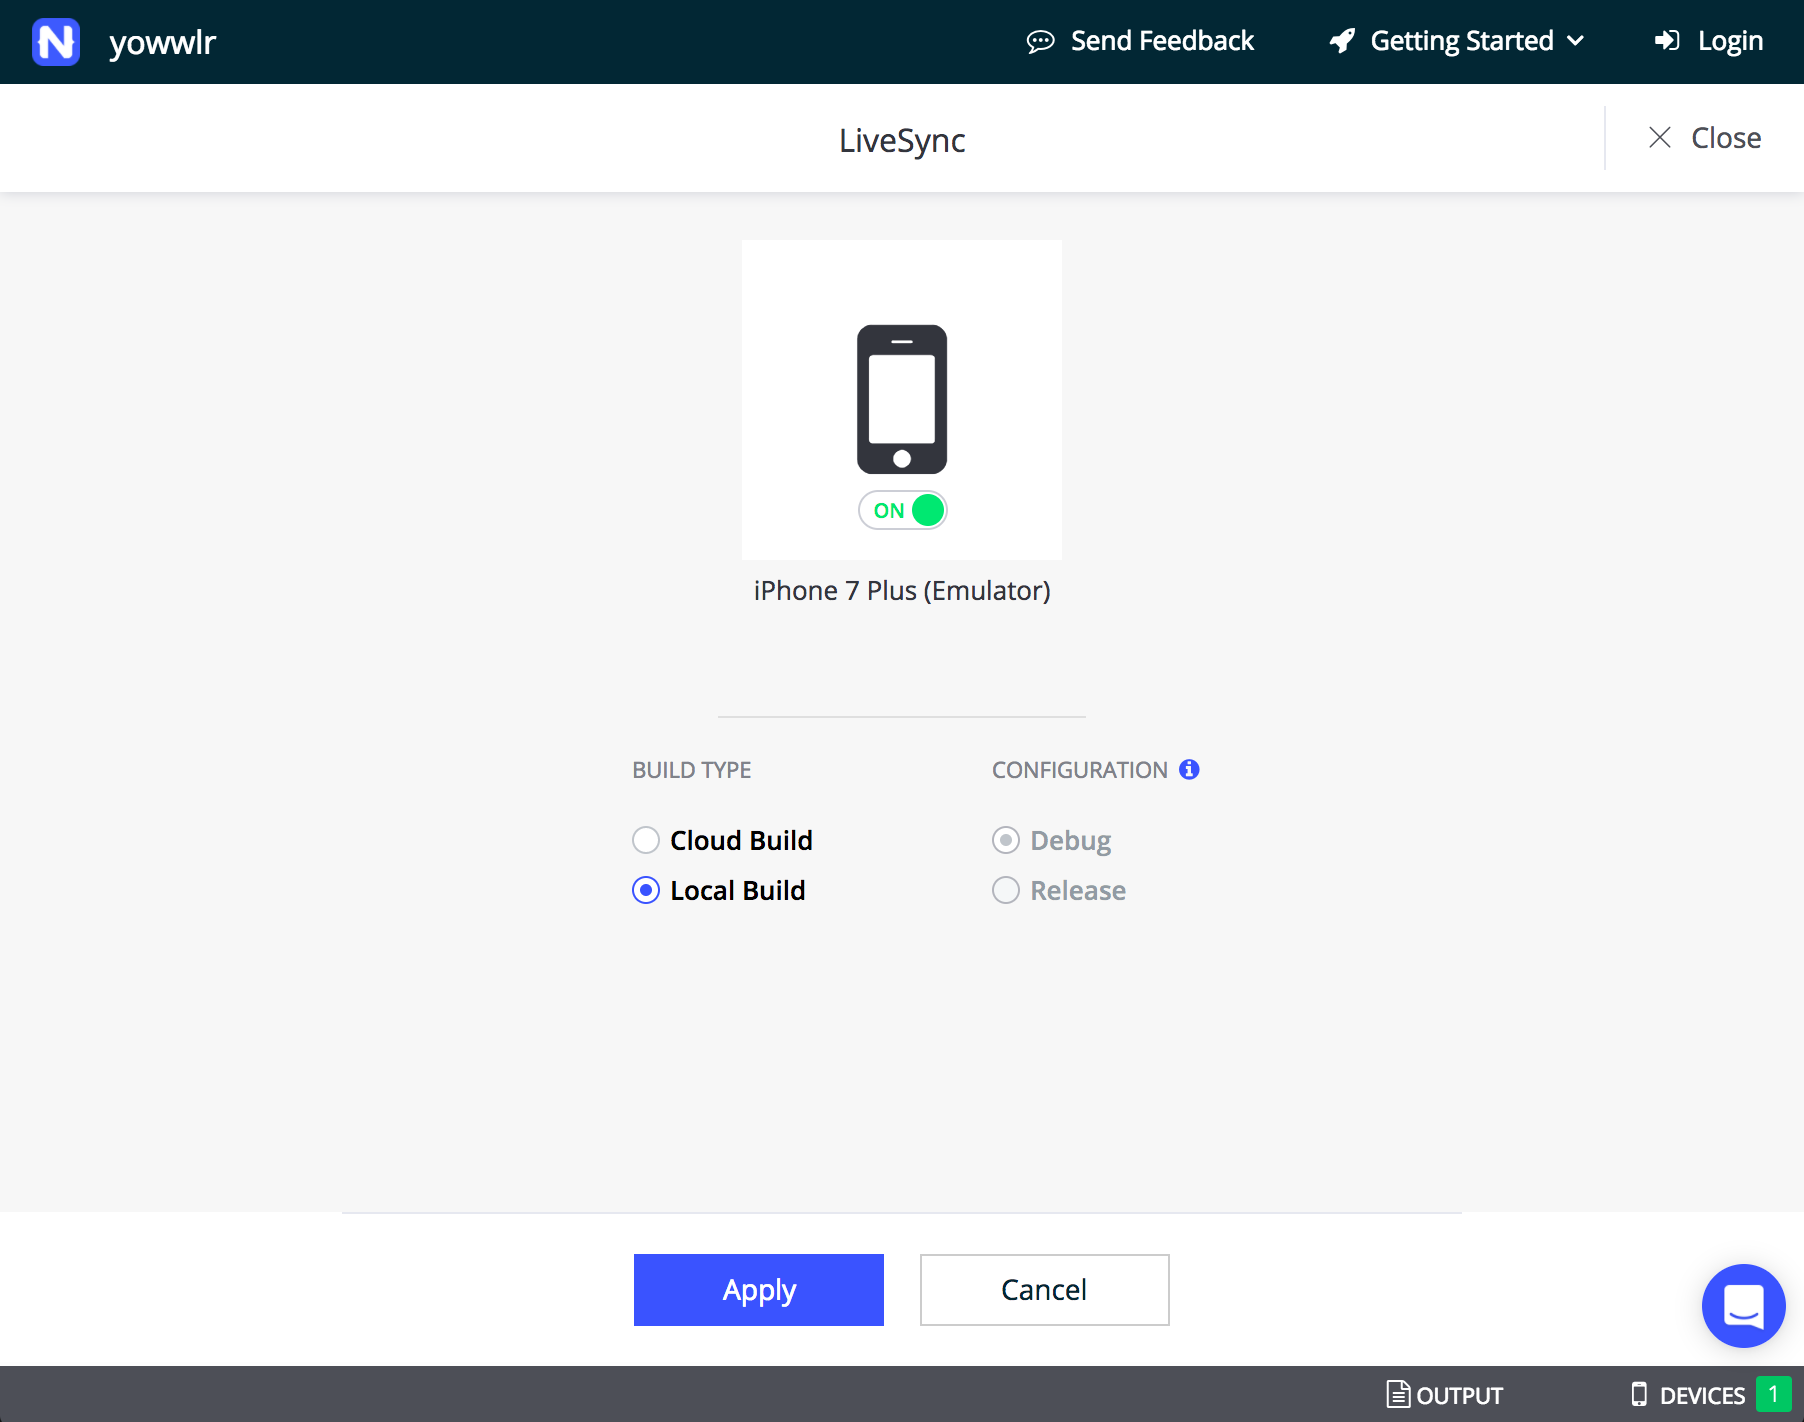 N yowwlr Send Feedback Getting Started Login
LiveSync Close
ON
iPhone 7 Plus (Emulator)
BUILD TYPE CONFIGURATION
Cloud Build Debug
Local Build Release
Apply Cancel
OUTPUT DEVICES 1